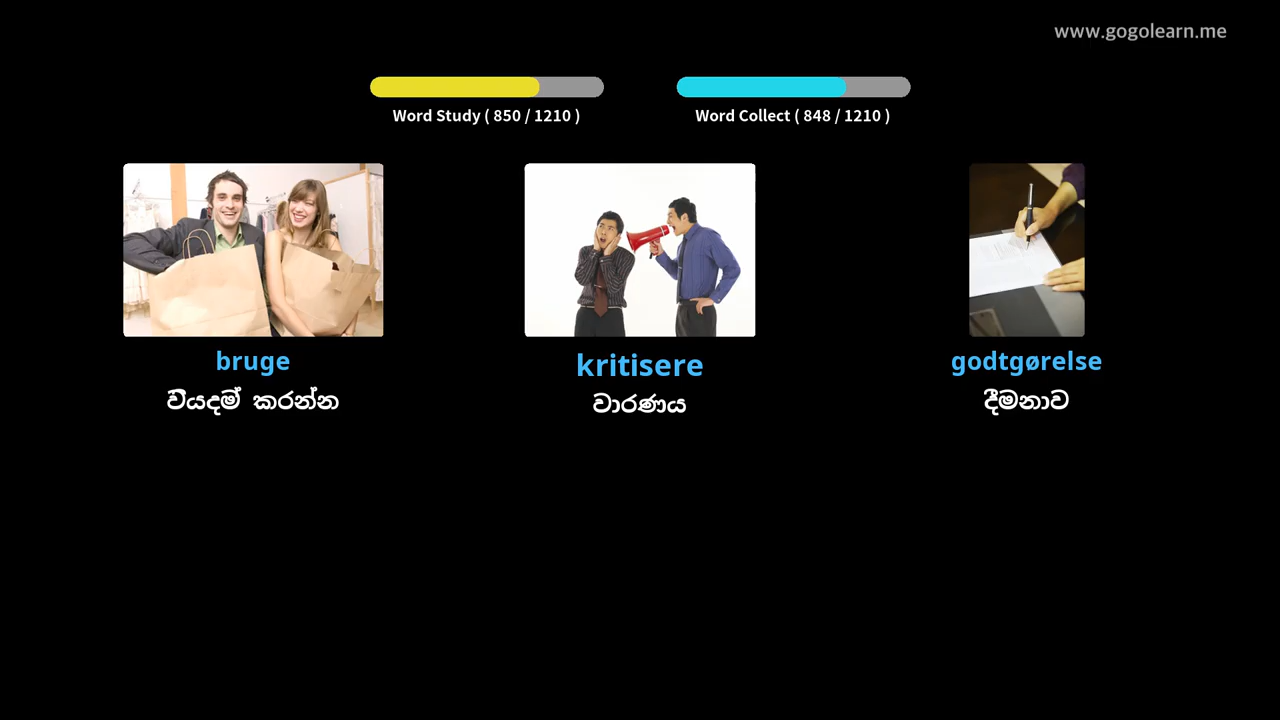 www.gogolearn.me
Word Study ( 850 / 1210 )
Word Collect ( 848 / 1210 )
bruge
වියදම් කරන්න
kritisere
වාරණය
godtgørelse
දීමනාව